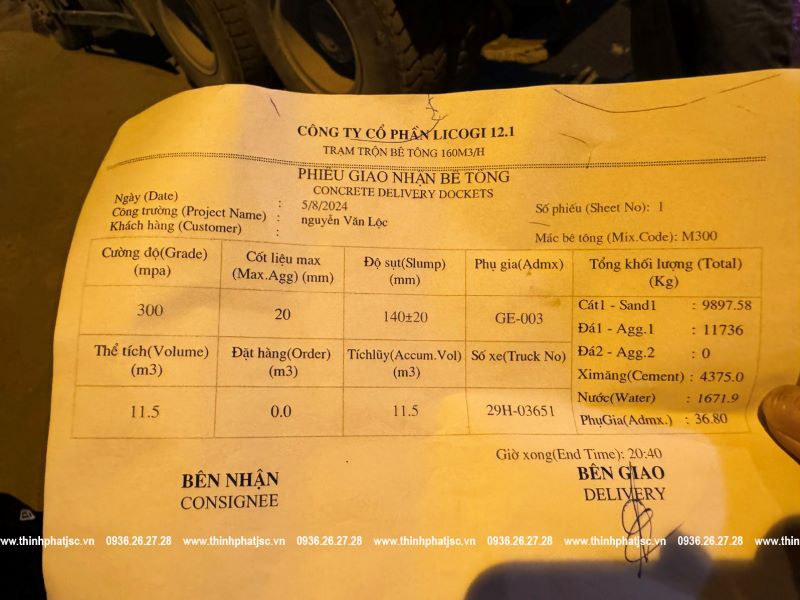 CÔNG TY CỔ PHẦN LICOGI 12.1
TRẠM TRỘN BÊ TÔNG 160M3/H
PHIẾU GIAO NHẬN BÊ TÔNG
CONCRETE DELIVERY DOCKETS
Ngày (Date) : 5/8/2024
Công trường (Project Name) : nguyễn Văn Lộc
Số phiếu (Sheet No): 1
Khách hàng (Customer) :
Mác bê tông (Mix.Code): M300
Cường độ(Grade) (mpa)
Cốt liệu max (Max.Agg) (mm)
Độ sụt(Slump) (mm)
Phụ gia(Admx)
Tổng khối lượng (Total) (Kg)
300
20
140±20
GE-003
Cát1 - Sand1 : 9897.58
Đá1 - Agg.1 : 11736
Thể tích(Volume) (m3)
Đặt hàng(Order) (m3)
Tíchlũy(Accum.Vol) (m3)
Số xe(Truck No)
Đá2 - Agg.2 : 0
Ximăng(Cement) : 4375.0
11.5
0.0
11.5
29H-03651
Nước(Water) : 1671.9
PhụGia(Admx.) : 36.80
Giờ xong(End Time): 20:40
BÊN NHẬN
CONSIGNEE
BÊN GIAO
DELIVERY
www.thinhphatjsc.vn 0936.26.27.28 www.thinhphatjsc.vn 0936.26.27.28 www.thinhphatjsc.vn 0936.26.27.28 www.thin